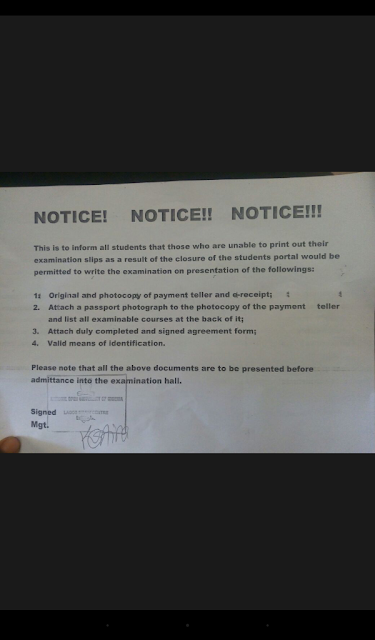 NOTICE! NOTICE!! NOTICE!!!
This is to inform all students that those who are unable to print out their
examination slips as a result of the closure of the students portal would be
permitted to write the examination on presentation of the followings:
1: Original and photocopy of payment teller and e-receipt;
2. Attach a passport photograph to the photocopy of the payment teller
and list all examinable courses at the back of it;
3. Attach duly completed and signed agreement form;
4. Valid means of identification.
Please note that all the above documents are to be presented before
admittance into the examination hall.
Signed
Mgt.